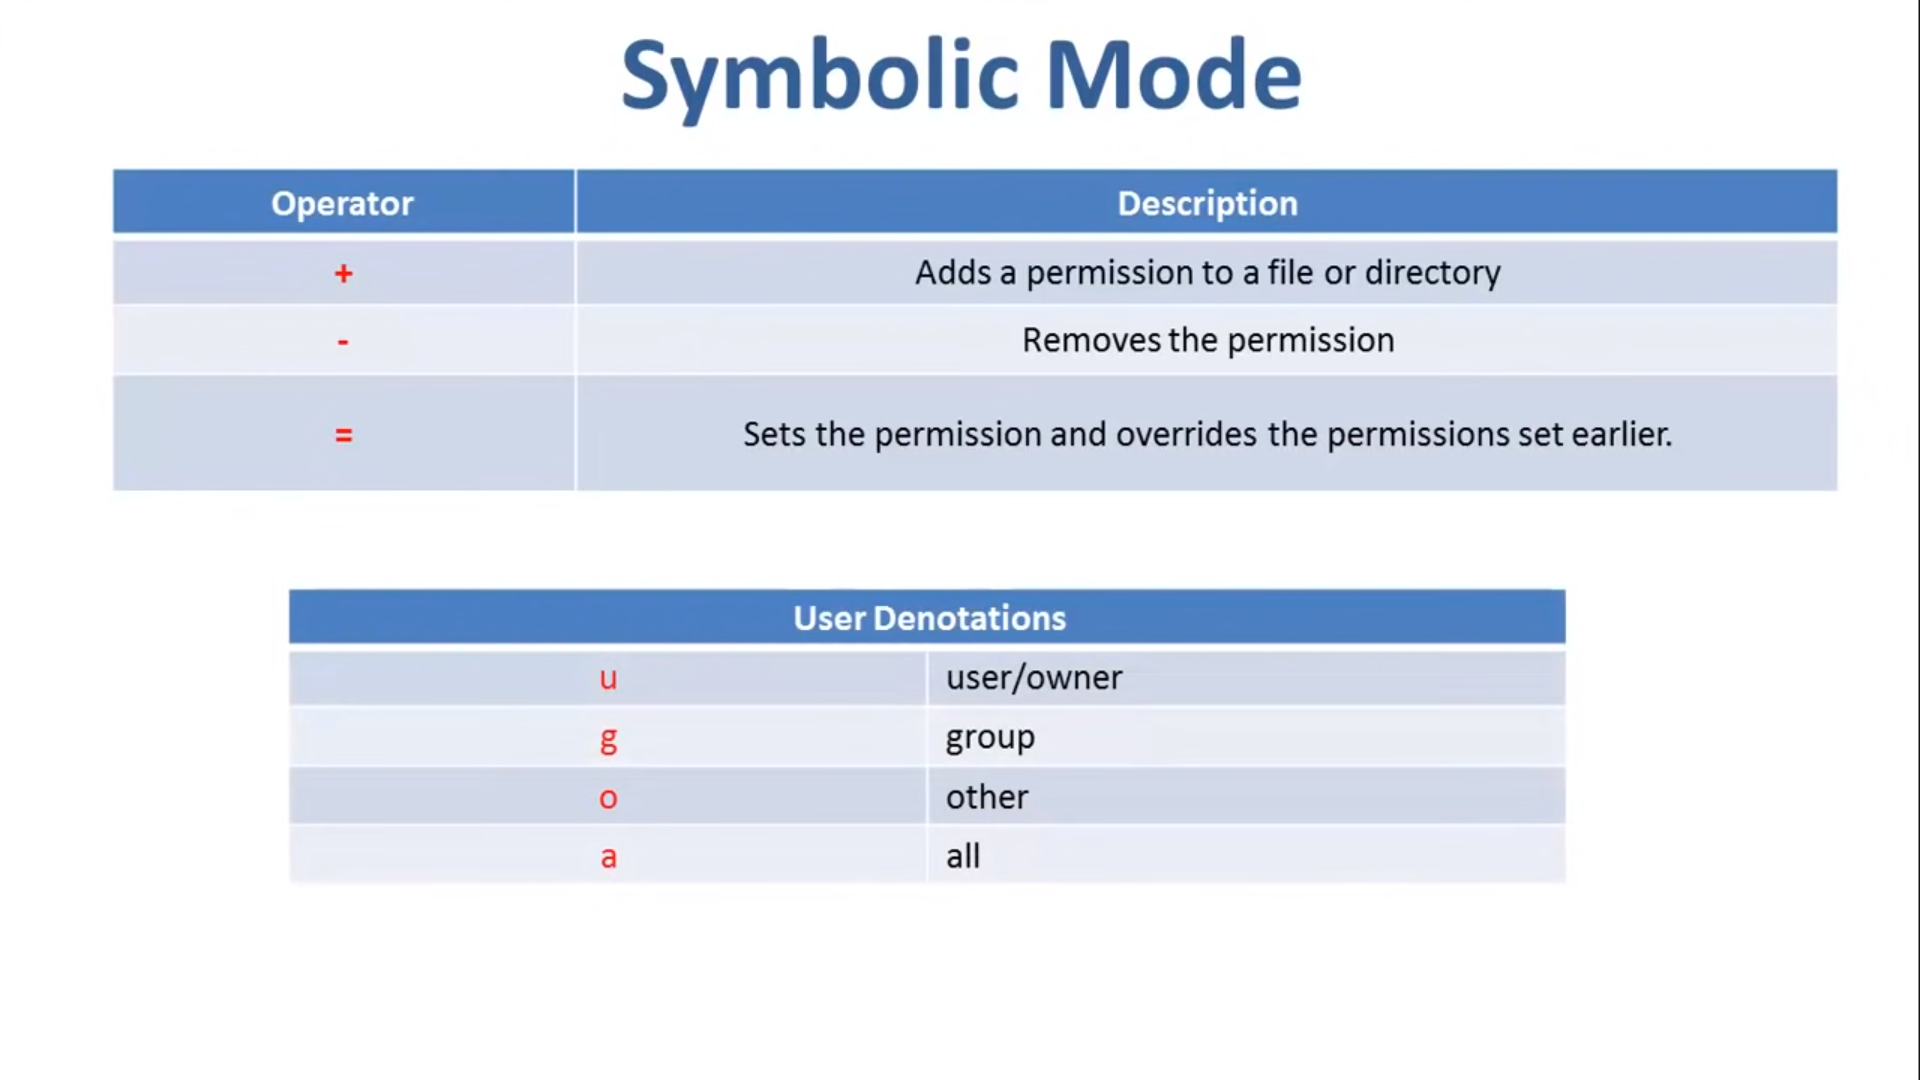 Symbolic Mode
Operator Description
+ Adds a permission to a file or directory
- Removes the permission
= Sets the permission and overrides the permissions set earlier.
User Denotations
u user/owner
g group
o other
a all